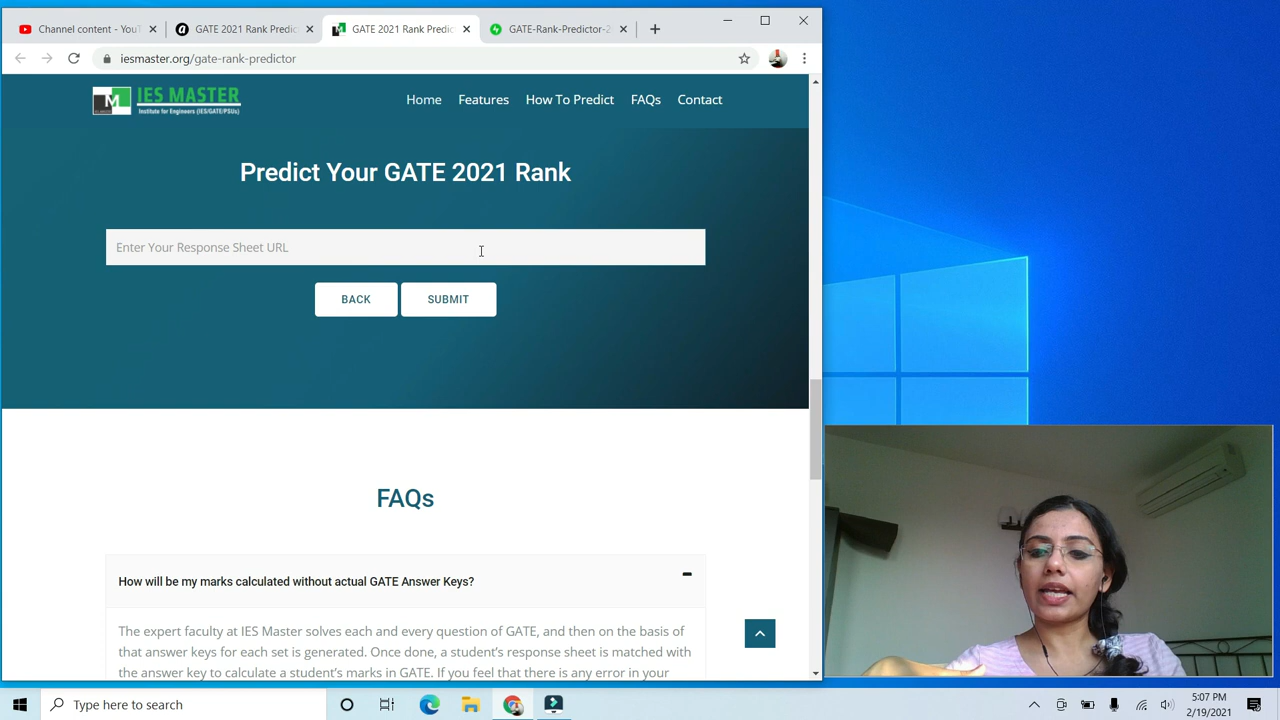 Channel content - YouT
GATE 2021 Rank Predic
GATE 2021 Rank Predic
GATE-Rank-Predictor-2
iesmaster.org/gate-rank-predictor
IES MASTER
Institute for Engineers (IES/GATE/PSUs)
Home
Features
How To Predict
FAQs
Contact
Predict Your GATE 2021 Rank
Enter Your Response Sheet URL
BACK
SUBMIT
FAQs
How will be my marks calculated without actual GATE Answer Keys?
The expert faculty at IES Master solves each and every question of GATE, and then on the basis of
that answer keys for each set is generated. Once done, a student's response sheet is matched with
the answer key to calculate a student's marks in GATE. If you feel that there is any error in your
Type here to search
5:07 PM
2/19/2021